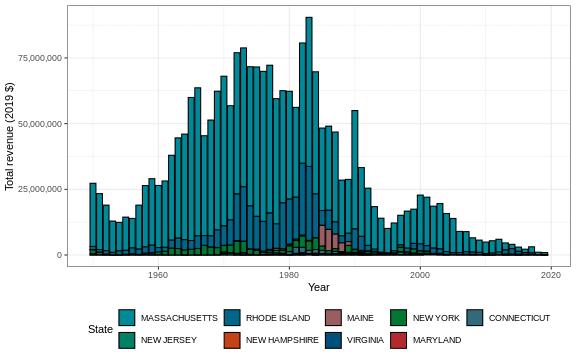 Total revenue (2019 $)
75,000,000
50,000,000
25,000,000
0
1960
1980
2000
2020
Year
State
MASSACHUSETTS
RHODE ISLAND
MAINE
NEW YORK
CONNECTICUT
NEW JERSEY
NEW HAMPSHIRE
VIRGINIA
MARYLAND